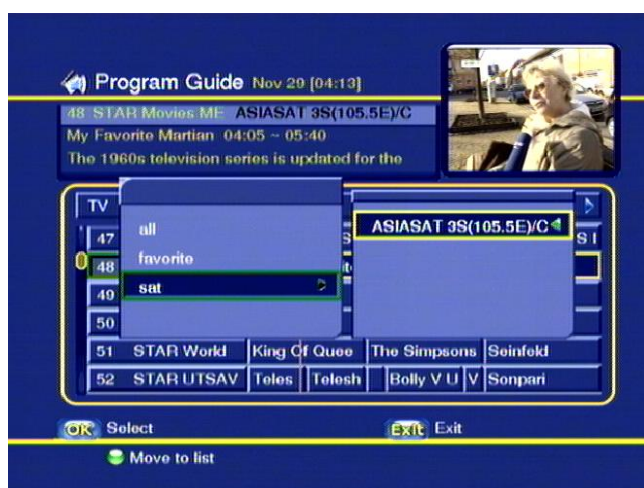 Program Guide Nov 29 [04:13]
48 STAR Movies ME ASIASAT 3S(105.5E)/C
My Favorite Martian 04:05 ~ 05:40
The 1960s television series is updated for the
TV
all
favorite
sat
ASIASAT 3S(105.5E)/C
47
48
49
50
51 STAR World King Of Quee The Simpsons Seinfeld
52 STAR UTSAV Teles Telesh Bolly V U V Sonpari
OK Select
Exit Exit
Move to list